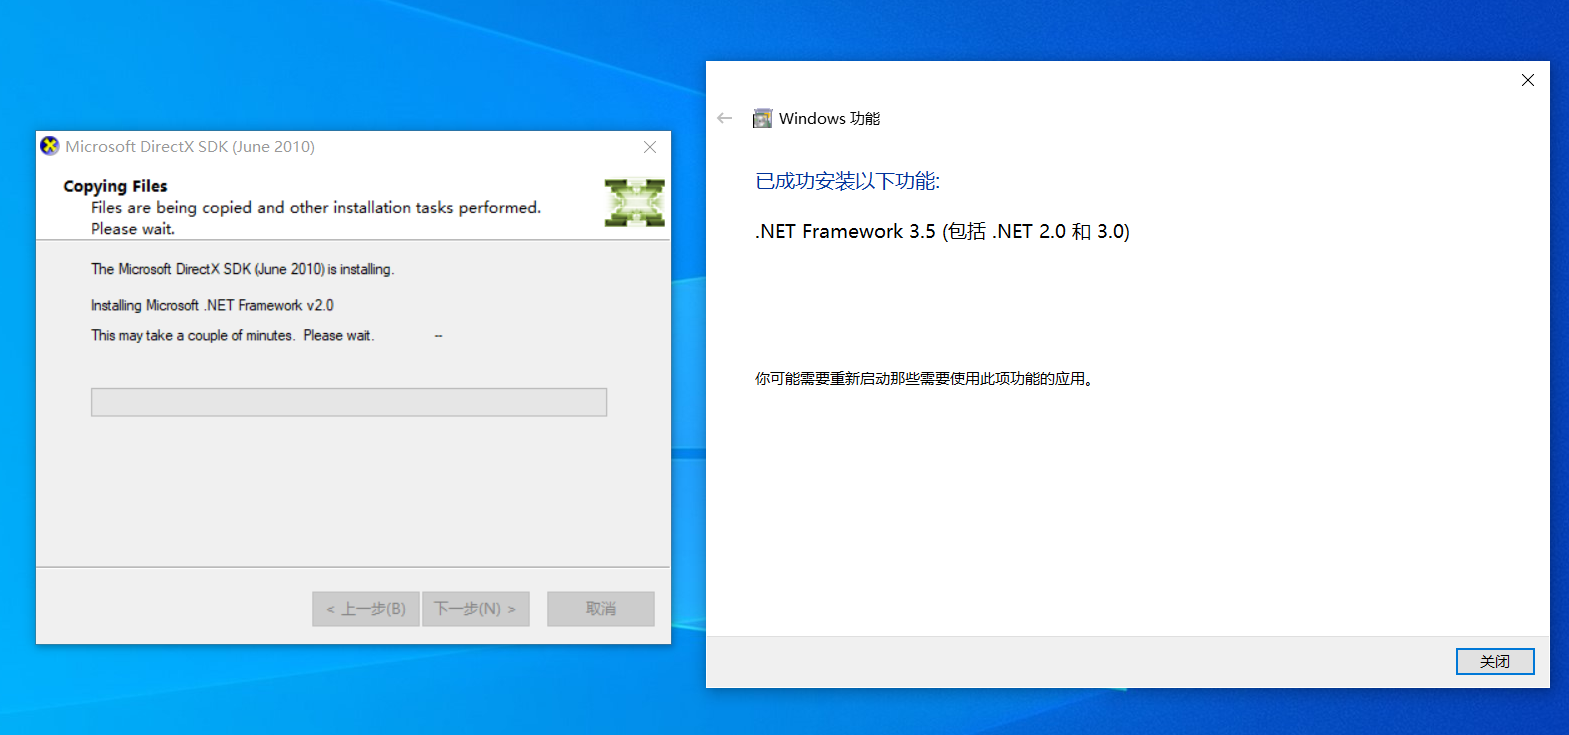 Microsoft DirectX SDK (June 2010)
Copying Files
Files are being copied and other installation tasks performed.
Please wait.
The Microsoft DirectX SDK (June 2010) is installing.
Installing Microsoft .NET Framework v2.0
This may take a couple of minutes.  Please wait. --
< 上一步(B)
下一步(N) >
取消
Windows 功能
已成功安装以下功能:
.NET Framework 3.5 (包括 .NET 2.0 和 3.0)
你可能需要重新启动那些需要使用此项功能的应用。
关闭